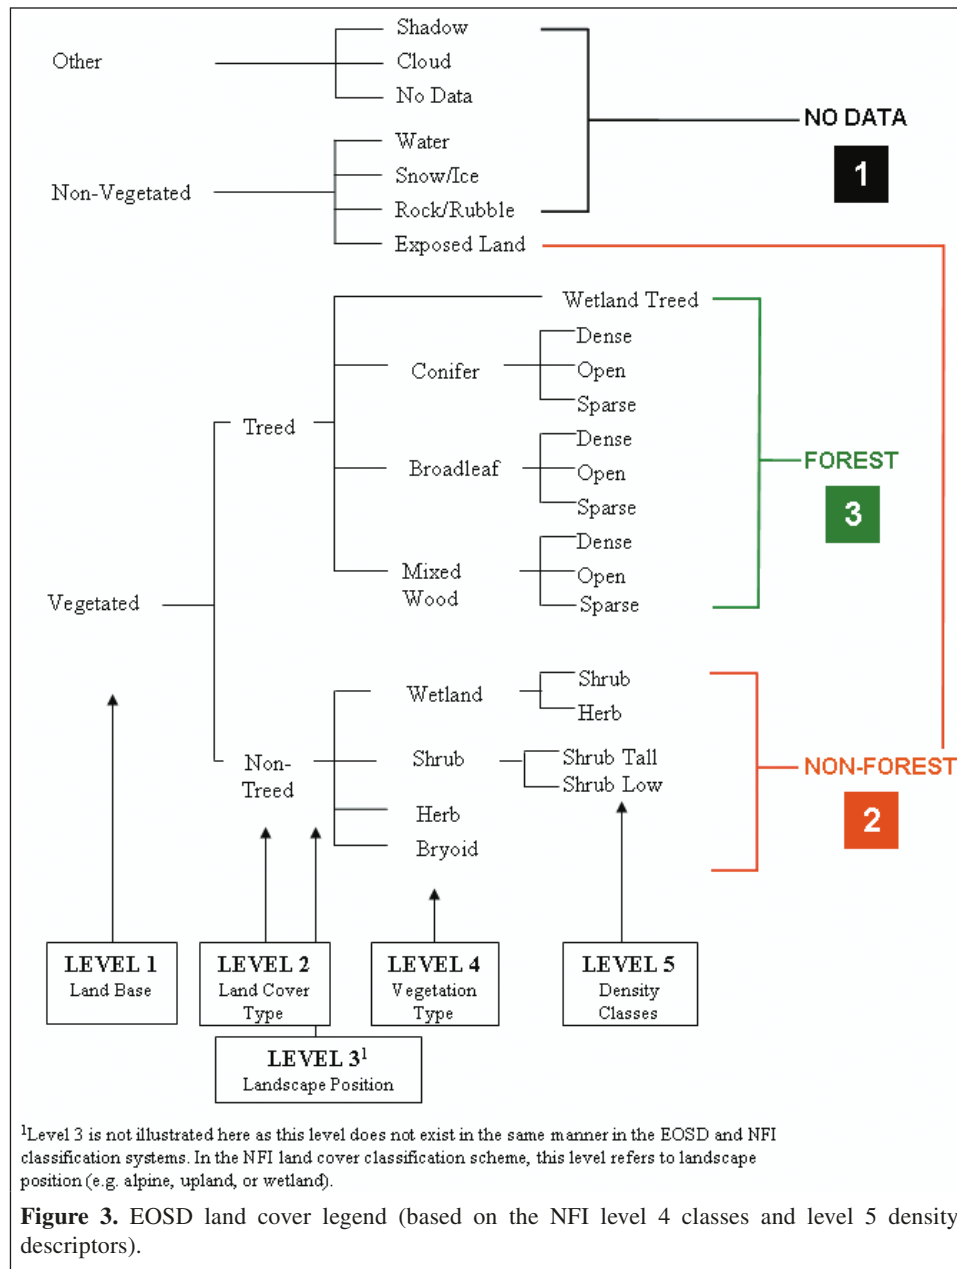 Other
Shadow
Cloud
No Data
NO DATA
1
Non-Vegetated
Water
Snow/Ice
Rock/Rubble
Exposed Land
Vegetated
Treed
Wetland Treed
Conifer
Dense
Open
Sparse
Broadleaf
Dense
Open
Sparse
Mixed
Wood
Dense
Open
Sparse
FOREST
3
Non-
Treed
Wetland
Shrub
Herb
Shrub
Shrub Tall
Shrub Low
Herb
Bryoid
NON-FOREST
2
LEVEL 1
Land Base
LEVEL 2
Land Cover
Type
LEVEL 3¹
Landscape Position
LEVEL 4
Vegetation
Type
LEVEL 5
Density
Classes
¹Level 3 is not illustrated here as this level does not exist in the same manner in the EOSD and NFI
classification systems. In the NFI land cover classification scheme, this level refers to landscape
position (e.g. alpine, upland, or wetland).
Figure 3. EOSD land cover legend (based on the NFI level 4 classes and level 5 density
descriptors).